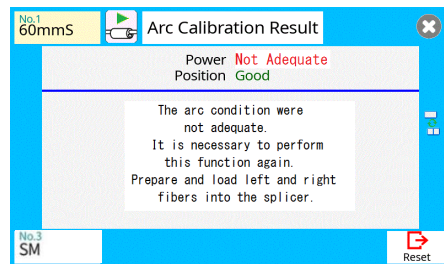 No.1
60mmS
Arc Calibration Result
Power Not Adequate
Position Good
The arc condition were
not adequate.
It is necessary to perform
this function again.
Prepare and load left and right
fibers into the splicer.
No.3
SM
Reset